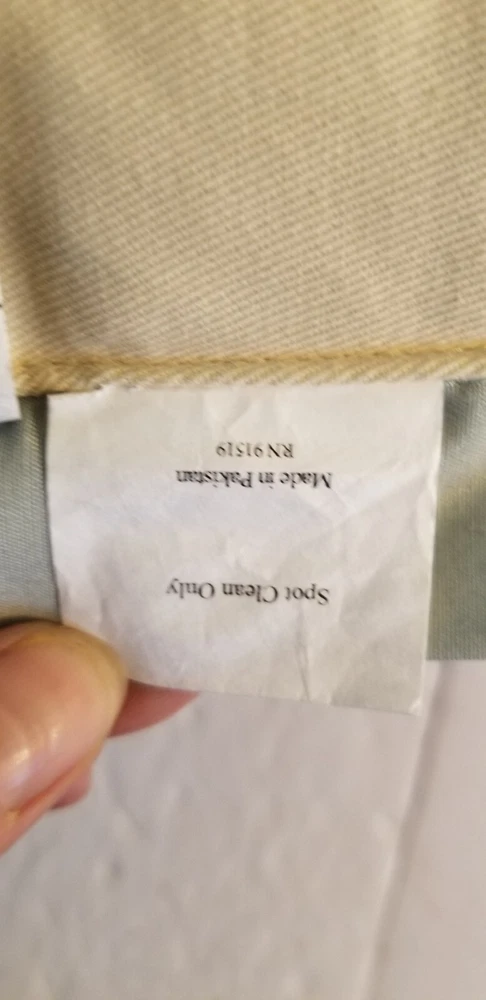 Spot Clean Only
Made in Pakistan
RN 91519